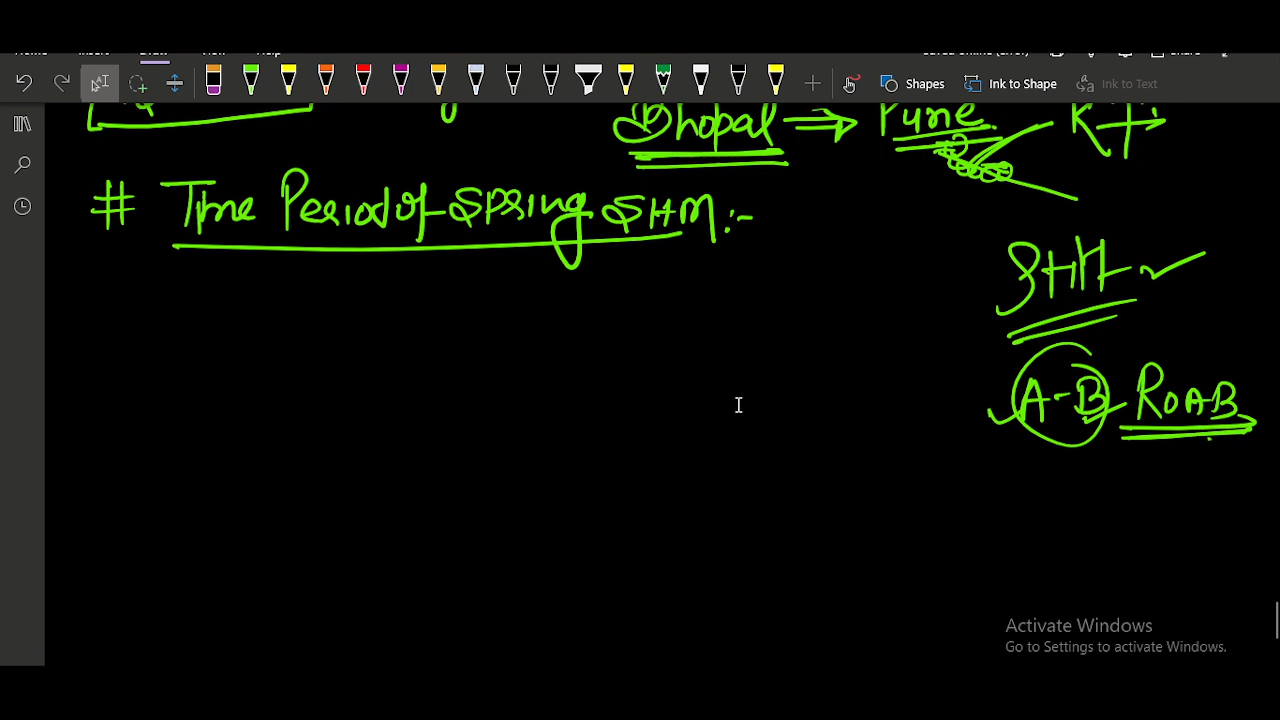 Ink to Shape
Shapes
Ink to Text
Bhopal ⇒ Pune
# Time Period of Spring SHM :-
SHM ✓
A-B ROAB
Activate Windows
Go to Settings to activate Windows.